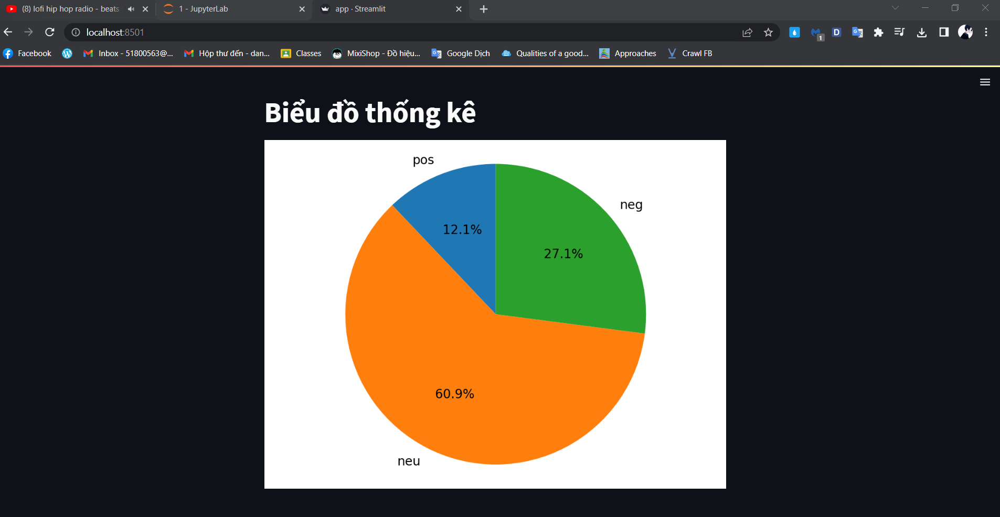 (8) lofi hip hop radio - beats
1 - JupyterLab
app · Streamlit
localhost:8501
1
D
Facebook
Inbox - 51800563@...
Hộp thư đến - dan...
Classes
MixiShop - Đồ hiệu...
Google Dịch
Qualities of a good...
Approaches
Crawl FB
Biểu đồ thống kê
pos
neg
12.1%
27.1%
60.9%
neu